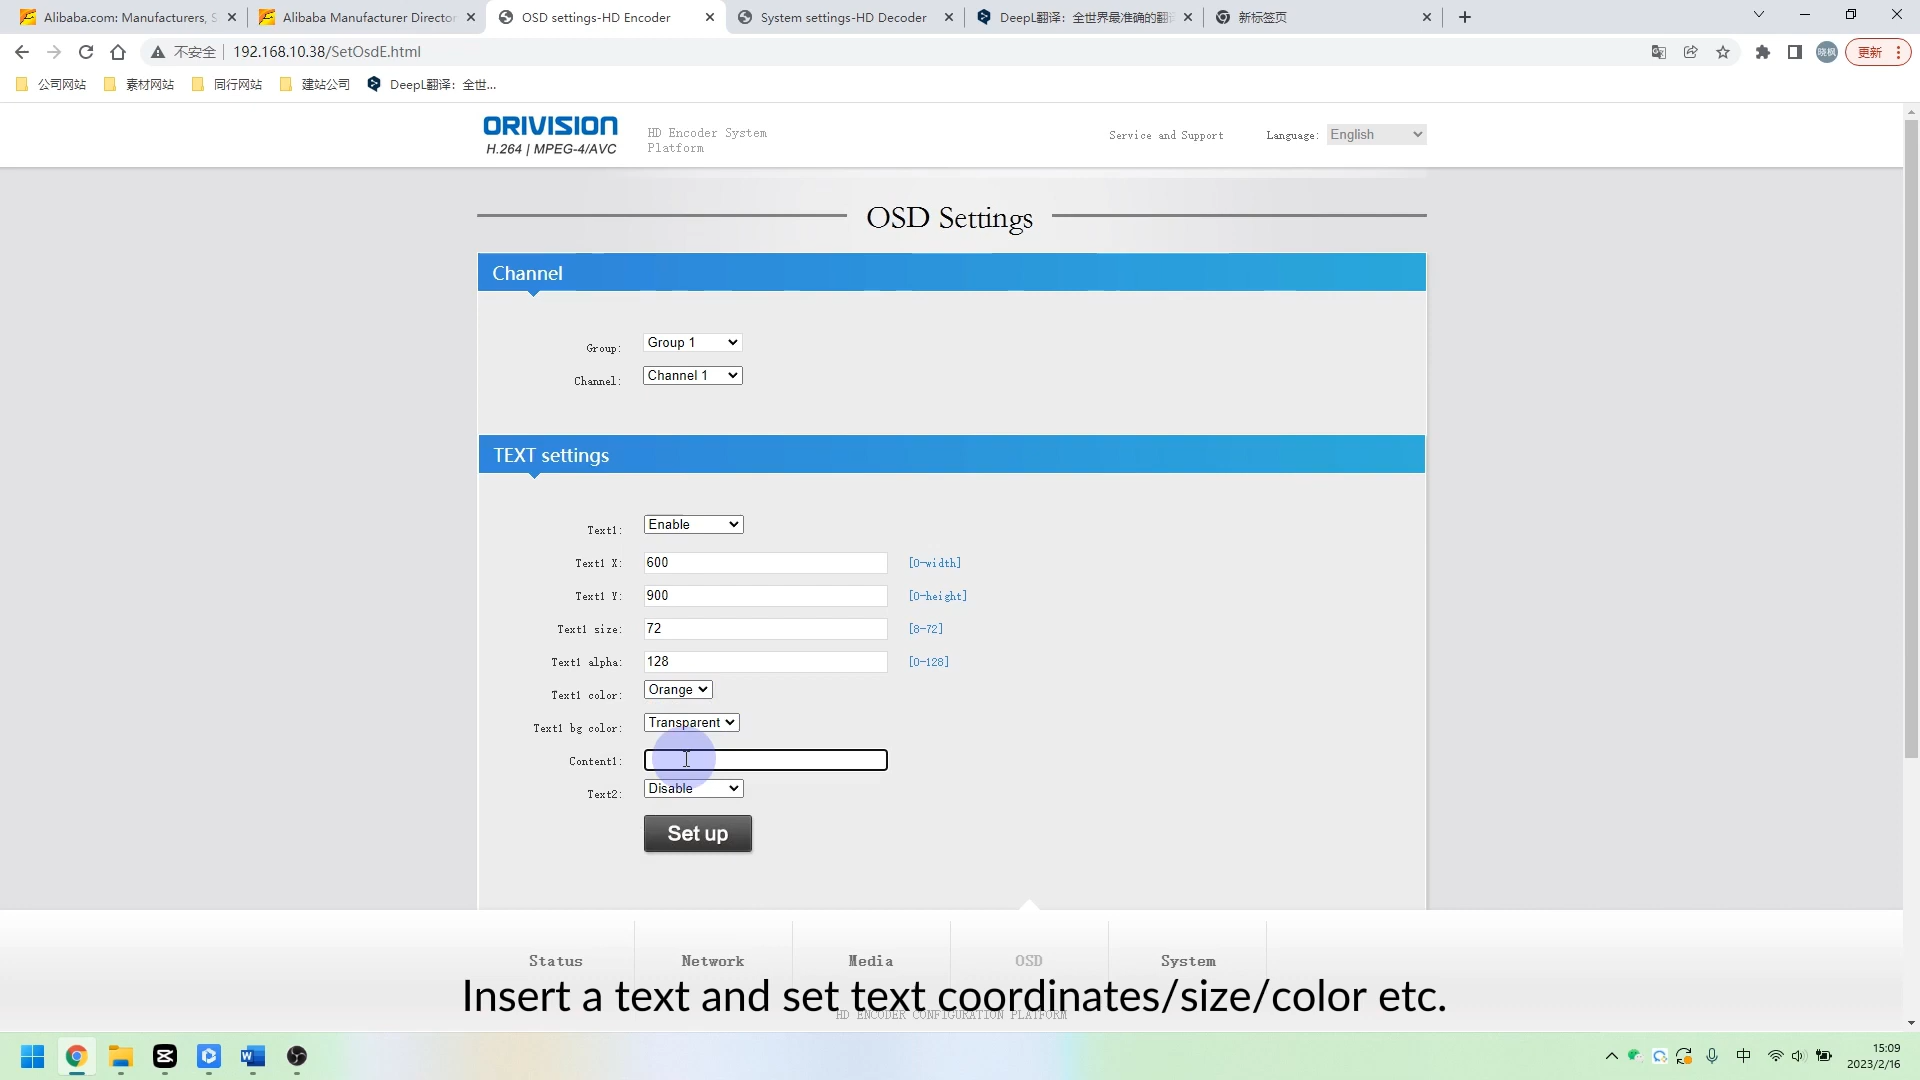 Alibaba.com: Manufacturers, S
Alibaba Manufacturer Director
OSD settings-HD Encoder
System settings-HD Decoder
DeepL翻译：全世界最准确的翻译
新标签页
不安全
192.168.10.38/SetOsdE.html
更新
公司网站
素材网站
同行网站
建站公司
DeepL翻译：全世...
ORIVISION
H.264 | MPEG-4/AVC
HD Encoder System
Platform
Service and Support
Language:
English
OSD Settings
Channel
Group:
Group 1
Channel:
Channel 1
TEXT settings
Text1:
Enable
Text1 X:
600
[0-width]
Text1 Y:
900
[0-height]
Text1 size:
72
[8-72]
Text1 alpha:
128
[0-128]
Text1 color:
Orange
Text1 bg color:
Transparent
Content1:
Text2:
Disable
Set up
Status
Network
Media
OSD
System
Insert a text and set text coordinates/size/color etc.
HD ENCODER CONFIGURATION PLATFORM
中
15:09
2023/2/16